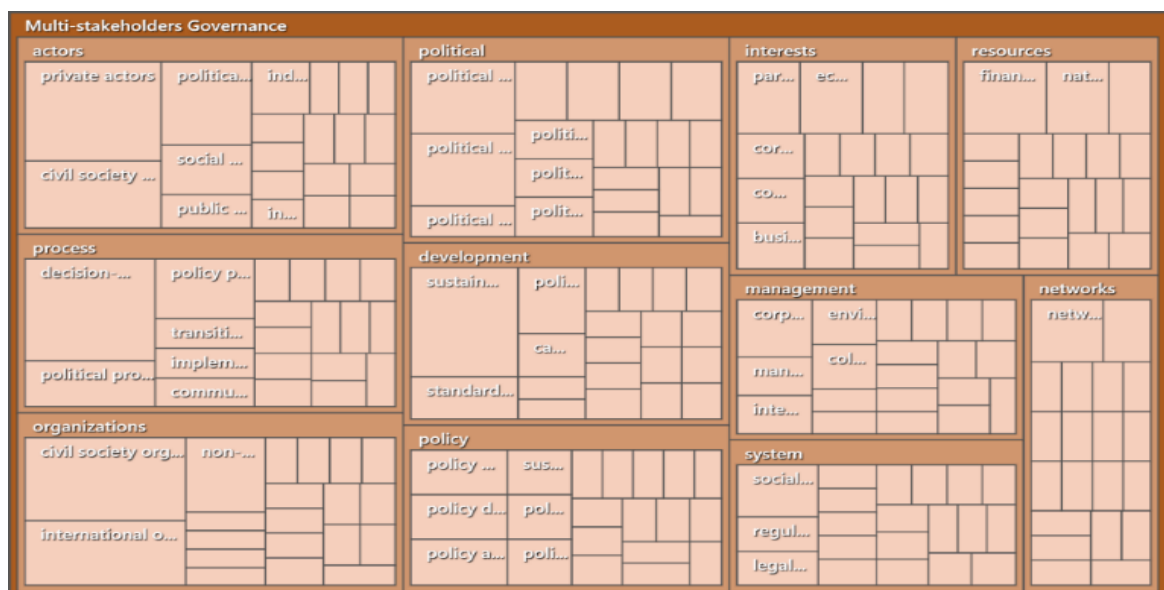 Multi-stakeholders Governance
actors
private actors
politica...
ind...
civil society ...
social ...
public ...
in...
process
decision-...
policy p...
transiti...
political pro...
implem...
commu...
organizations
civil society org...
non-...
international o...
political
political ...
political ...
politi...
polit...
political ...
polit...
development
sustain...
poli...
ca...
standard...
policy
policy ...
sus...
policy d...
pol...
policy a...
poli...
interests
par...
ec...
cor...
co...
busi...
resources
finan...
nat...
management
corp...
envi...
man...
col...
inte...
networks
netw...
system
social...
regul...
legal...